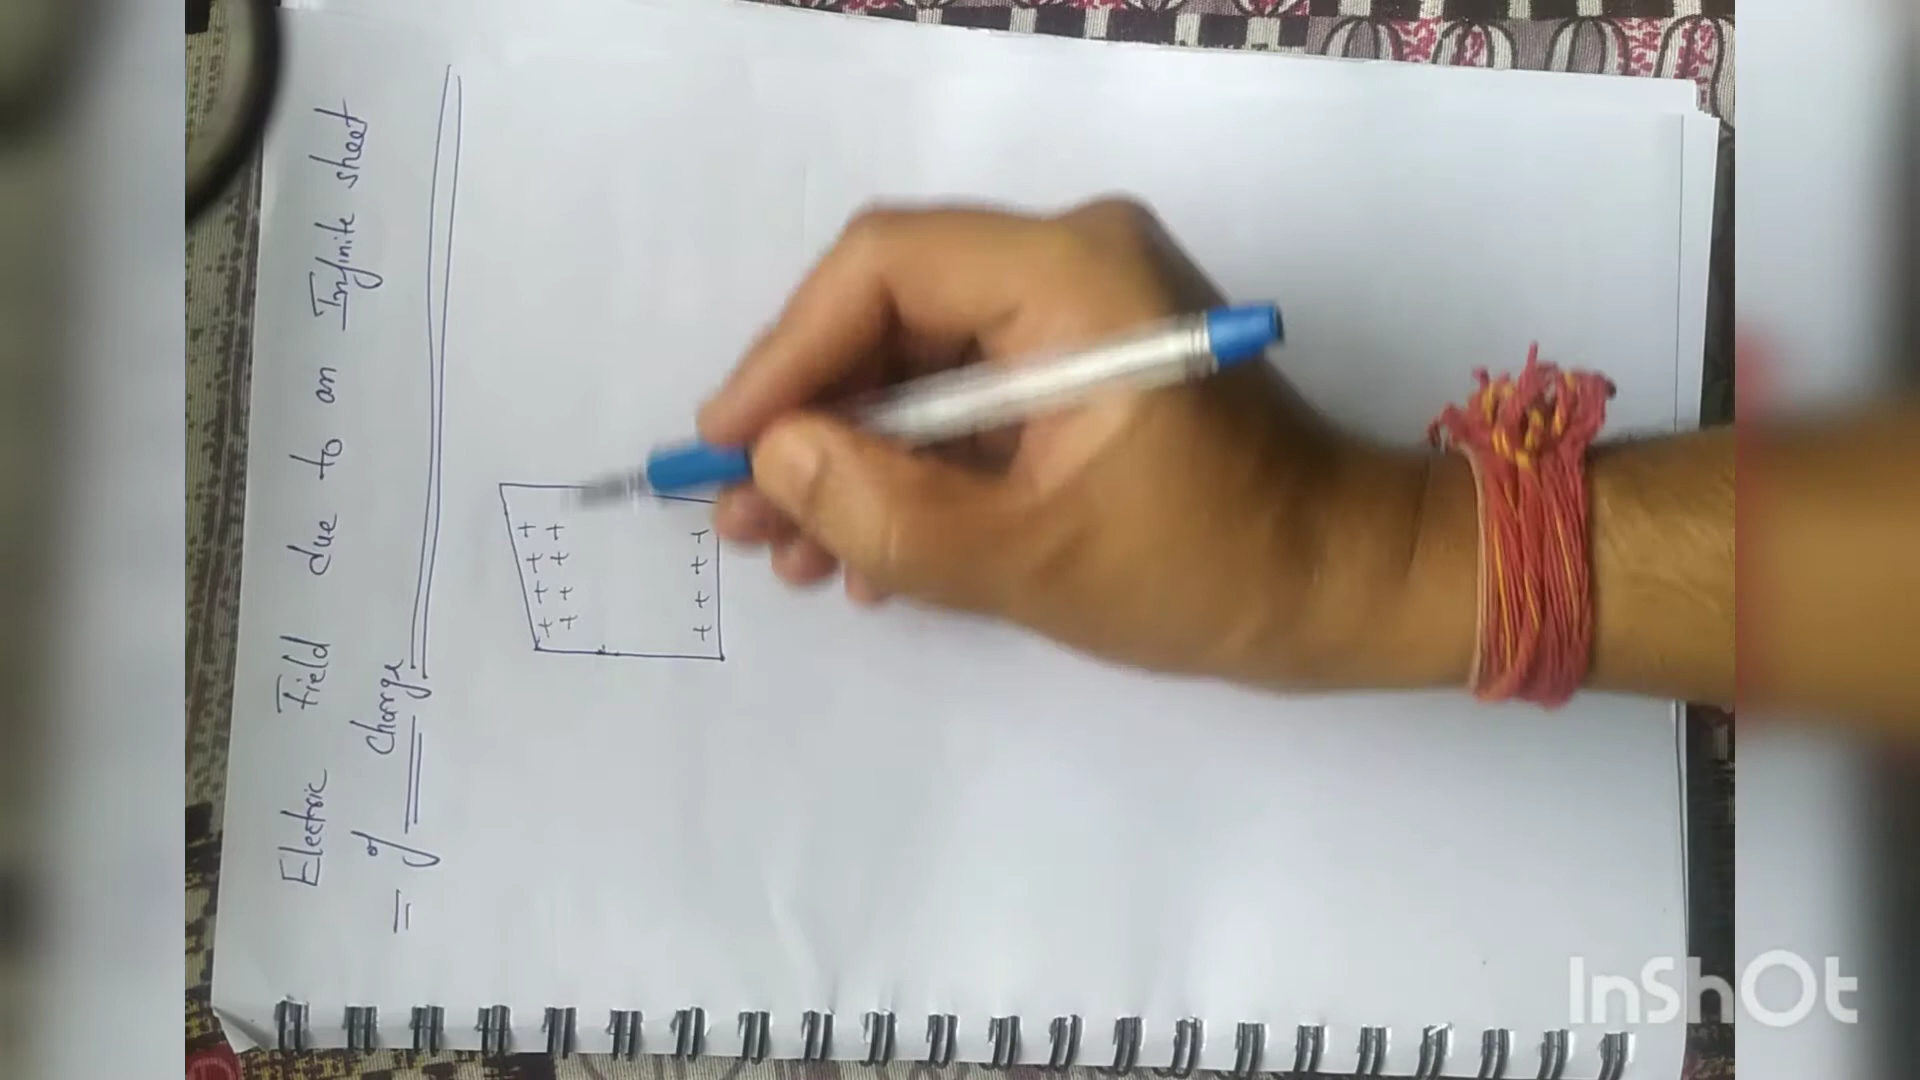 Electric Field due to an Infinite sheet
of charge
+ + + +
+ + + +
+ + + +
InShOt